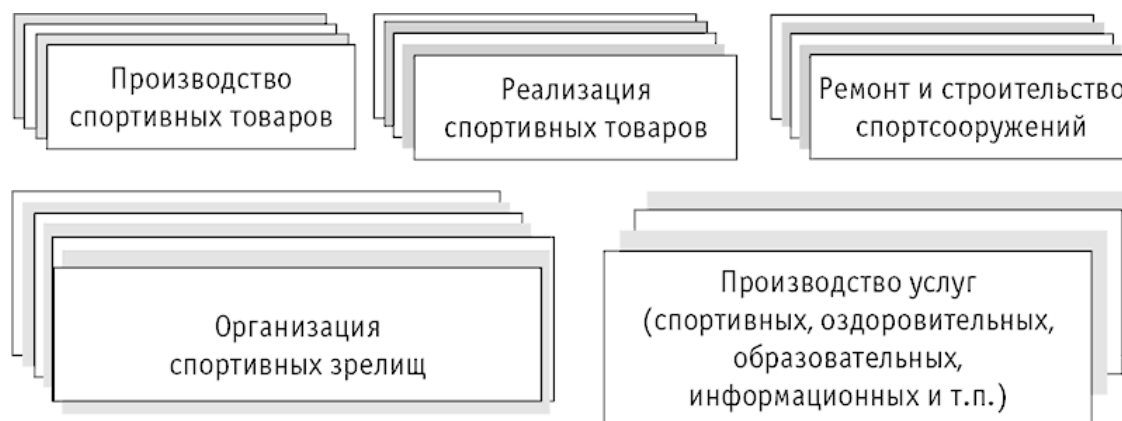 Производство
спортивных товаров
Реализация
спортивных товаров
Ремонт и строительство
спортсооружений
Организация
спортивных зрелищ
Производство услуг
(спортивных, оздоровительных,
образовательных,
информационных и т.п.)